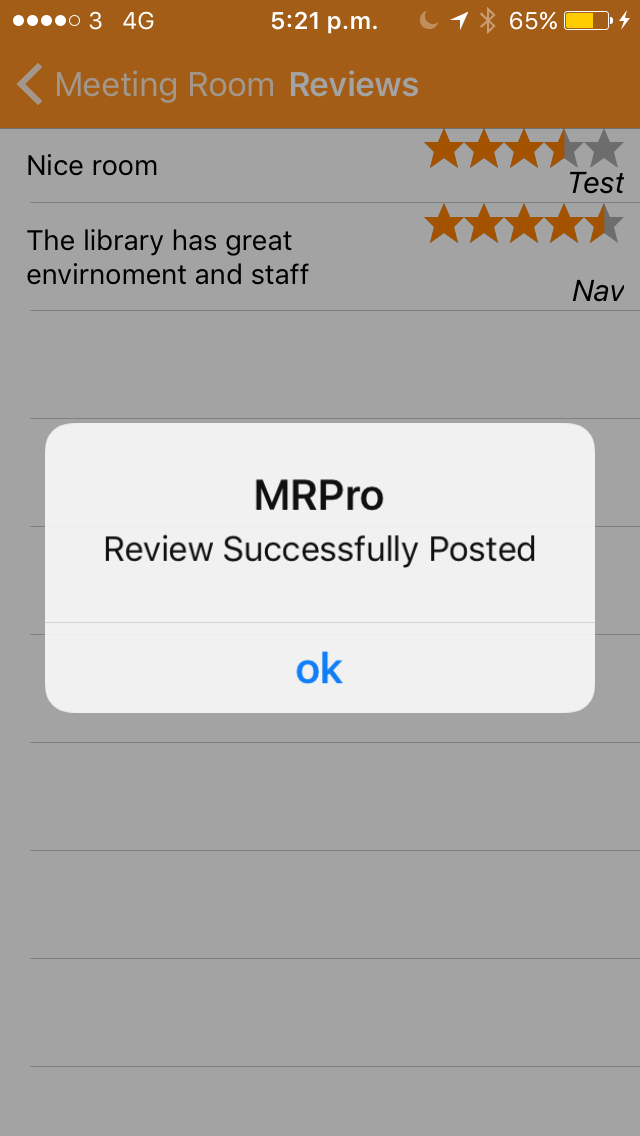 3 4G 5:21 p.m. 65%
Meeting Room Reviews
Nice room
Test
The library has great
envirnoment and staff
Nav
MRPro
Review Successfully Posted
ok